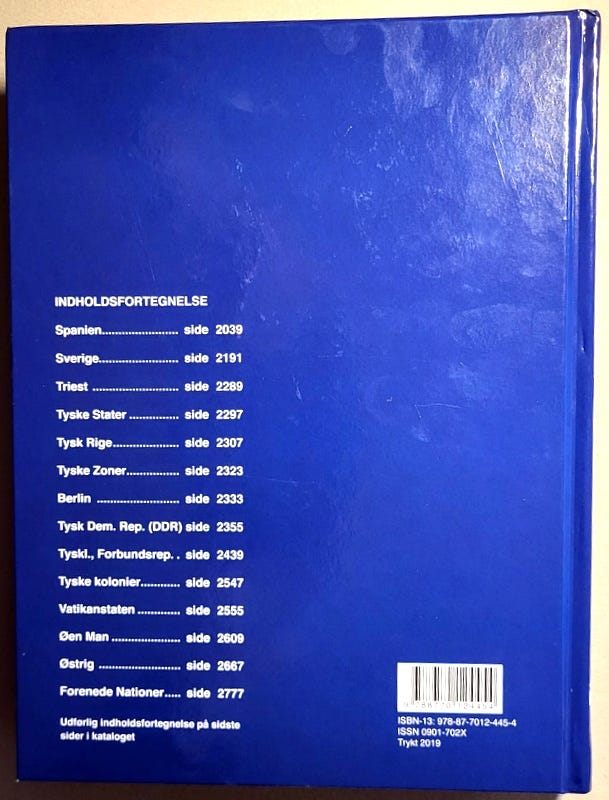 INDHOLDSFORTEGNELSE
Spanien....................... side 2039
Sverige........................ side 2191
Triest .......................... side 2289
Tyske Stater ............... side 2297
Tysk Rige.................... side 2307
Tyske Zoner................ side 2323
Berlin ......................... side 2333
Tysk Dem. Rep. (DDR) side 2355
Tyskl., Forbundsrep. . side 2439
Tyske kolonier............ side 2547
Vatikanstaten ............. side 2555
Øen Man ..................... side 2609
Østrig ......................... side 2667
Forenede Nationer..... side 2777
Udførlig indholdsfortegnelse på sidste
sider i kataloget
9 788770 124454
ISBN-13: 978-87-7012-445-4
ISSN 0901-702X
Trykt 2019